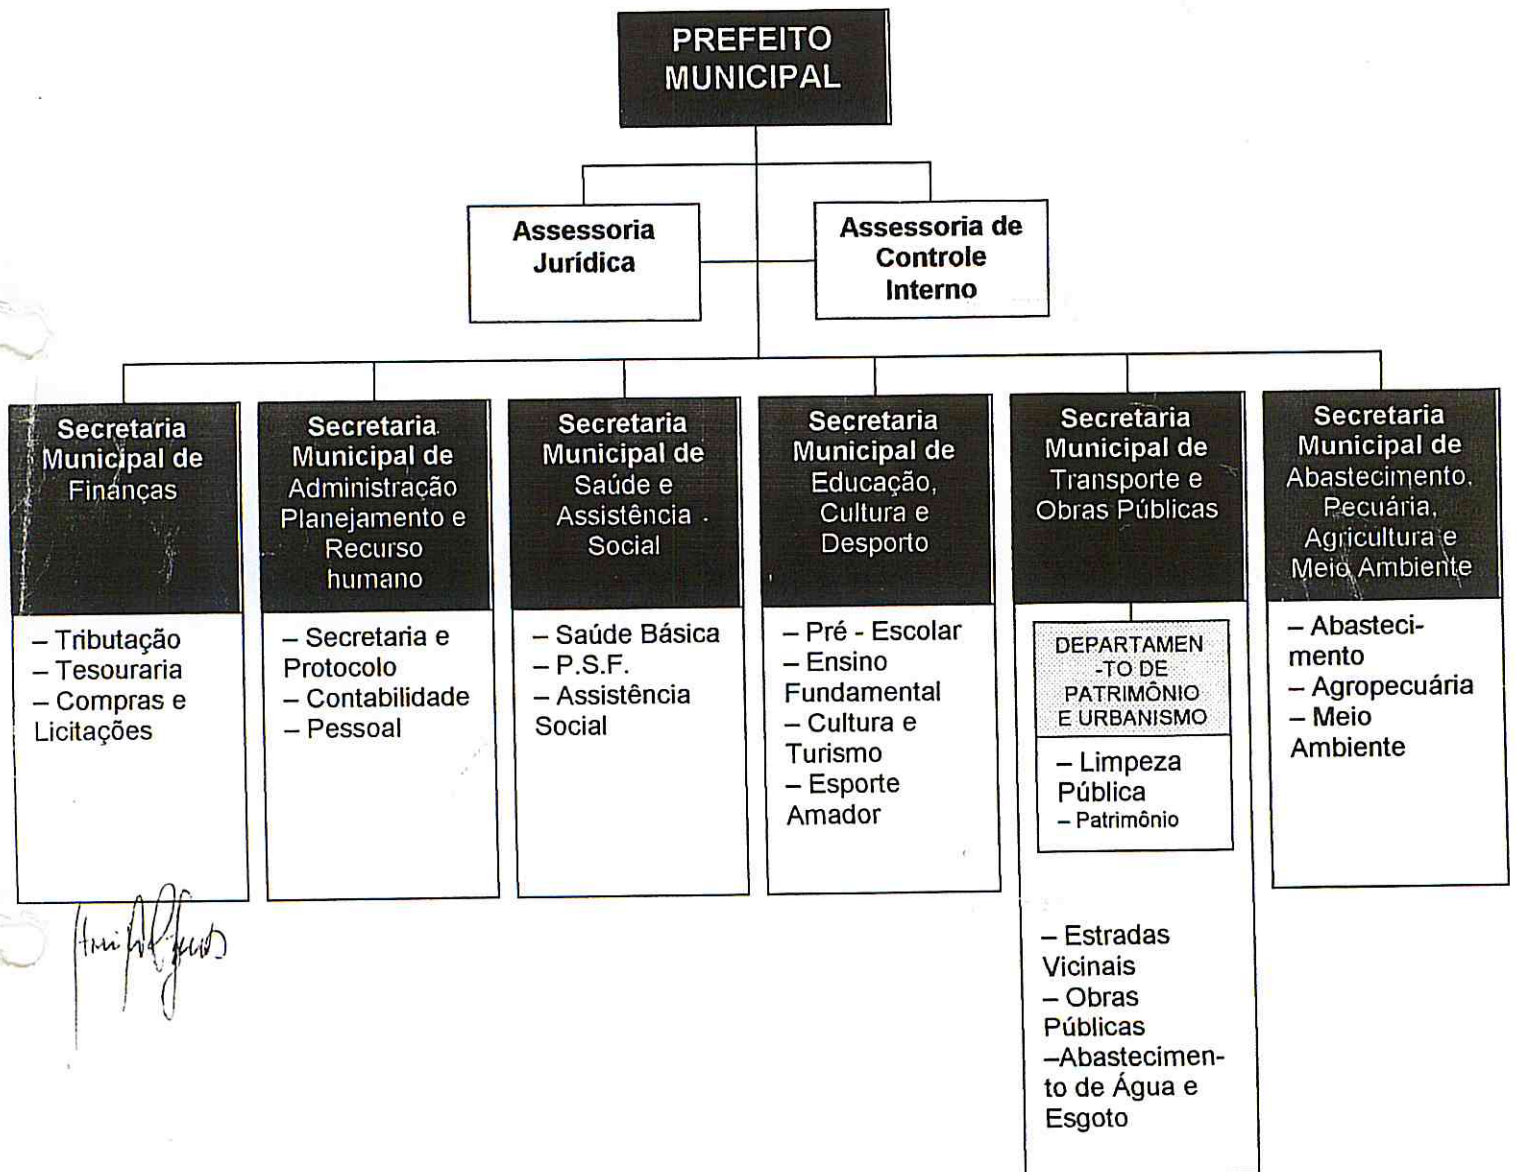 PREFEITO
MUNICIPAL
Assessoria
Jurídica
Assessoria de
Controle
Interno
Secretaria
Municipal de
Finanças
– Tributação
– Tesouraria
– Compras e
Licitações
Secretaria
Municipal de
Administração
Planejamento e
Recurso
humano
– Secretaria e
Protocolo
– Contabilidade
– Pessoal
Secretaria
Municipal de
Saúde e
Assistência
Social
– Saúde Básica
– P.S.F.
– Assistência
Social
Secretaria
Municipal de
Educação,
Cultura e
Desporto
– Pré - Escolar
– Ensino
Fundamental
– Cultura e
Turismo
– Esporte
Amador
Secretaria
Municipal de
Transporte e
Obras Públicas
DEPARTAMEN
-TO DE
PATRIMÔNIO
E URBANISMO
– Limpeza
Pública
– Patrimônio
– Estradas
Vicinais
– Obras
Públicas
–Abastecimen-
to de Água e
Esgoto
Secretaria
Municipal de
Abastecimento,
Pecuária,
Agricultura e
Meio Ambiente
– Abasteci-
mento
– Agropecuária
– Meio
Ambiente